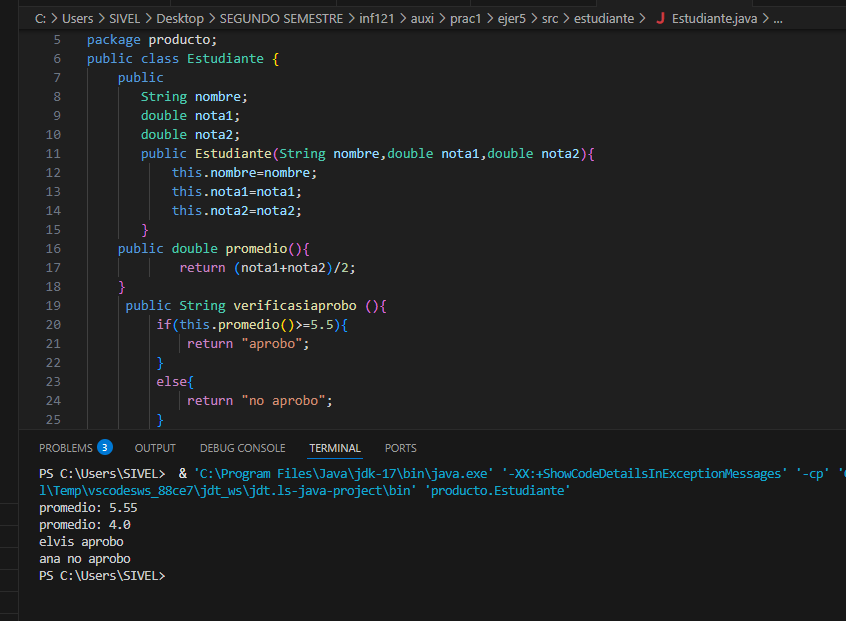 C: > Users > SIVEL > Desktop > SEGUNDO SEMESTRE > inf121 > auxi > prac1 > ejer5 > src > estudiante > J Estudiante.java > ...
5 package producto;
6 public class Estudiante {
7 public
8 String nombre;
9 double nota1;
10 double nota2;
11 public Estudiante(String nombre,double nota1,double nota2){
12 this.nombre=nombre;
13 this.nota1=nota1;
14 this.nota2=nota2;
15 }
16 public double promedio(){
17 return (nota1+nota2)/2;
18 }
19 public String verificasiaprobo (){
20 if(this.promedio()>=5.5){
21 return "aprobo";
22 }
23 else{
24 return "no aprobo";
25 }
PROBLEMS 3 OUTPUT DEBUG CONSOLE TERMINAL PORTS
PS C:\Users\SIVEL> & 'C:\Program Files\Java\jdk-17\bin\java.exe' '-XX:+ShowCodeDetailsInExceptionMessages' '-cp'
l\Temp\vscodesws_88ce7\jdt_ws\jdt.ls-java-project\bin' 'producto.Estudiante'
promedio: 5.55
promedio: 4.0
elvis aprobo
ana no aprobo
PS C:\Users\SIVEL>